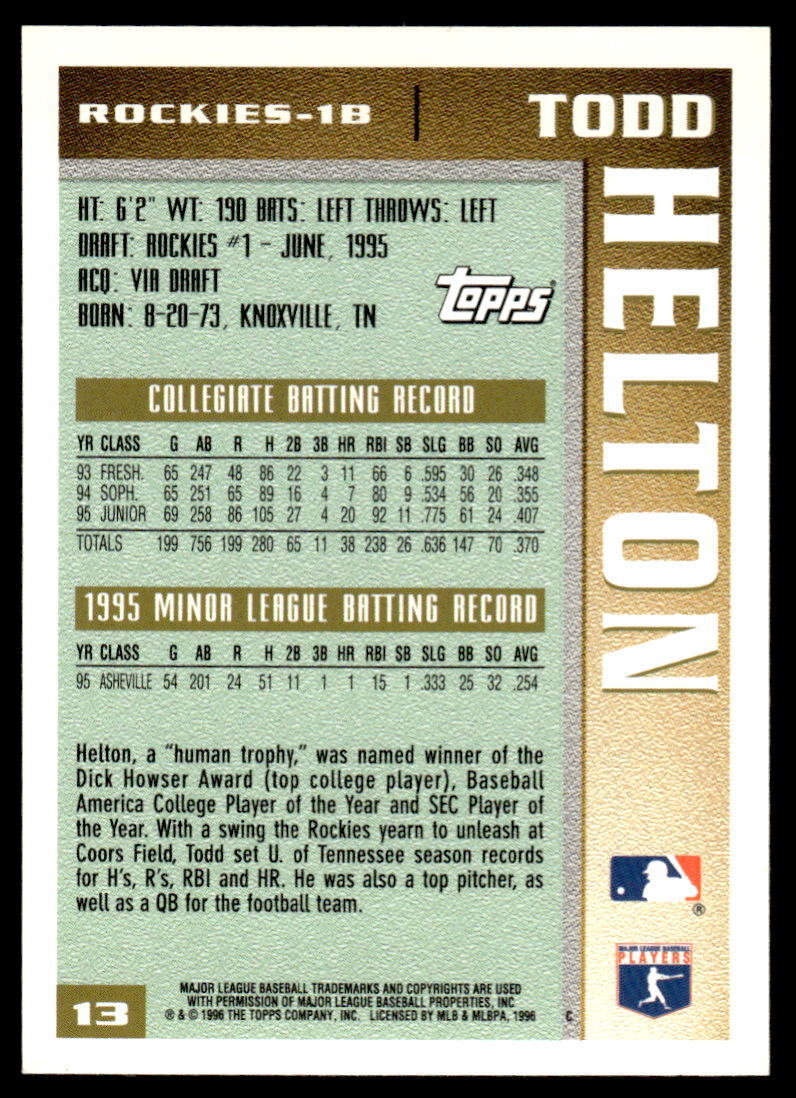 ROCKIES-1B
TODD
HELTON
HT: 6'2" WT: 190 BATS: LEFT THROWS: LEFT
DRAFT: ROCKIES #1 - JUNE, 1995
ACQ: VIA DRAFT
BORN: 8-20-73, KNOXVILLE, TN
TOPPS®
COLLEGIATE BATTING RECORD
YR CLASS G AB R H 2B 3B HR RBI SB SLG BB SO AVG
93 FRESH. 65 247 48 86 22 3 11 66 6 .595 30 26 .348
94 SOPH. 65 251 65 89 16 4 7 80 9 .534 56 20 .355
95 JUNIOR 69 258 86 105 27 4 20 92 11 .775 61 24 .407
TOTALS 199 756 199 280 65 11 38 238 26 .636 147 70 .370
1995 MINOR LEAGUE BATTING RECORD
YR CLASS G AB R H 2B 3B HR RBI SB SLG BB SO AVG
95 ASHEVILLE 54 201 24 51 11 1 1 15 1 .333 25 32 .254
Helton, a "human trophy," was named winner of the
Dick Howser Award (top college player), Baseball
America College Player of the Year and SEC Player of
the Year. With a swing the Rockies yearn to unleash at
Coors Field, Todd set U. of Tennessee season records
for H's, R's, RBI and HR. He was also a top pitcher, as
well as a QB for the football team.
®
MAJOR LEAGUE BASEBALL
PLAYERS
13
MAJOR LEAGUE BASEBALL TRADEMARKS AND COPYRIGHTS ARE USED
WITH PERMISSION OF MAJOR LEAGUE BASEBALL PROPERTIES, INC
® & © 1996 THE TOPPS COMPANY, INC. LICENSED BY MLB & MLBPA, 1996 C